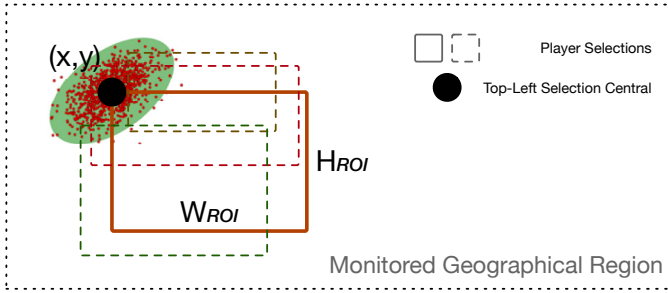 (x,y)
Player Selections
Top-Left Selection Central
HROI
WROI
Monitored Geographical Region